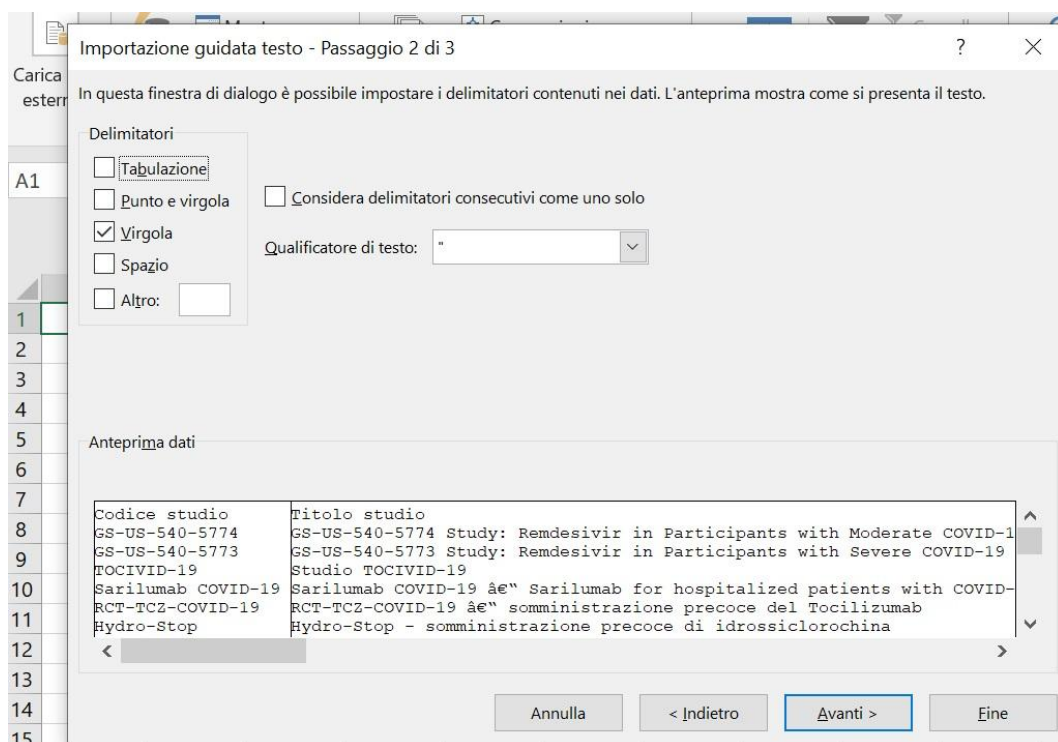 Importazione guidata testo - Passaggio 2 di 3 ?
Carica
estern
In questa finestra di dialogo è possibile impostare i delimitatori contenuti nei dati. L'anteprima mostra come si presenta il testo.
Delimitatori
Tabulazione
A1
Punto e virgola
Considera delimitatori consecutivi come uno solo
Virgola
Qualificatore di testo: "
Spazio
Altro:
1
2
3
4
5
Anteprima dati
6
7
Codice studio Titolo studio
8
GS-US-540-5774 GS-US-540-5774 Study: Remdesivir in Participants with Moderate COVID-1
GS-US-540-5773 GS-US-540-5773 Study: Remdesivir in Participants with Severe COVID-19
9
TOCIVID-19 Studio TOCIVID-19
10
Sarilumab COVID-19 Sarilumab COVID-19 â€“ Sarilumab for hospitalized patients with COVID-
RCT-TCZ-COVID-19 RCT-TCZ-COVID-19 â€“ somministrazione precoce del Tocilizumab
11
Hydro-Stop Hydro-Stop - somministrazione precoce di idrossiclorochina
12
13
14
Annulla < Indietro Avanti > Fine
15